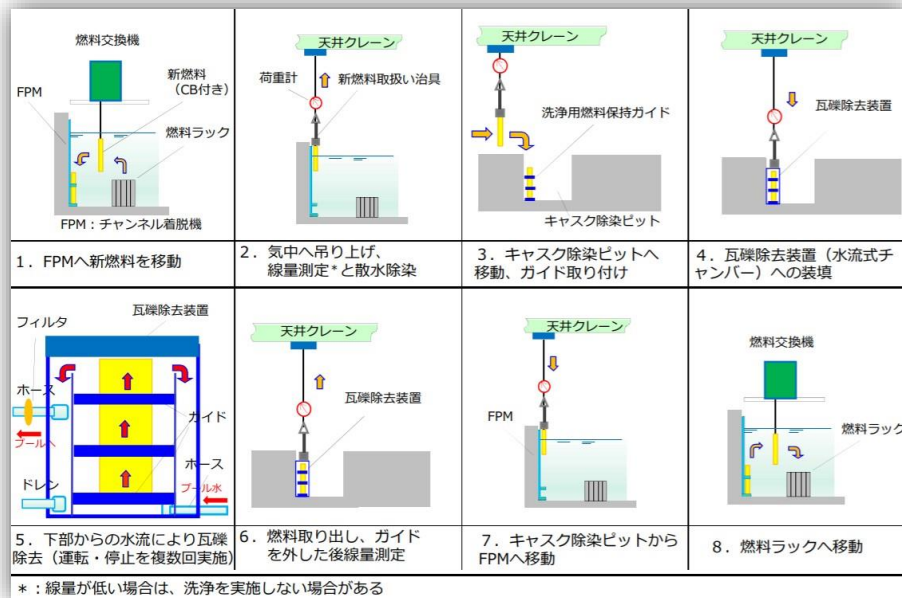 燃料交換機
新燃料
(CB付き)
FPM
燃料ラック
FPM:チャンネル着脱機
1.FPMへ新燃料を移動
天井クレーン
荷重計
新燃料取扱い治具
2.気中へ吊り上げ、
線量測定*と散水除染
天井クレーン
洗浄用燃料保持ガイド
キャスク除染ピット
3.キャスク除染ピットへ
移動、ガイド取り付け
天井クレーン
瓦礫除去装置
4.瓦礫除去装置(水流式チ
ャンバー)への装填
瓦礫除去装置
フィルタ
ホース
プールへ
ガイド
ドレン
ホース
プール水
5.下部からの水流により瓦礫
除去(運転・停止を複数回実施)
天井クレーン
瓦礫除去装置
6.燃料取り出し、ガイド
を外した後線量測定
天井クレーン
FPM
7.キャスク除染ピットから
FPMへ移動
燃料交換機
燃料ラック
8.燃料ラックへ移動
*:線量が低い場合は、洗浄を実施しない場合がある